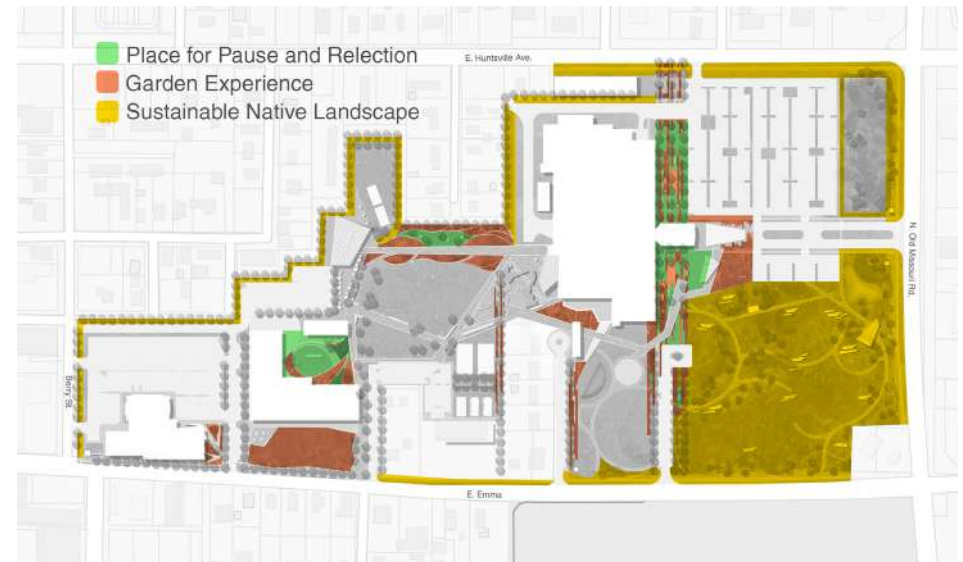 Place for Pause and Relection
E. Huntsville Ave.
Garden Experience
Sustainable Native Landscape
N. Old Missouri Rd.
Berry St.
E. Emma